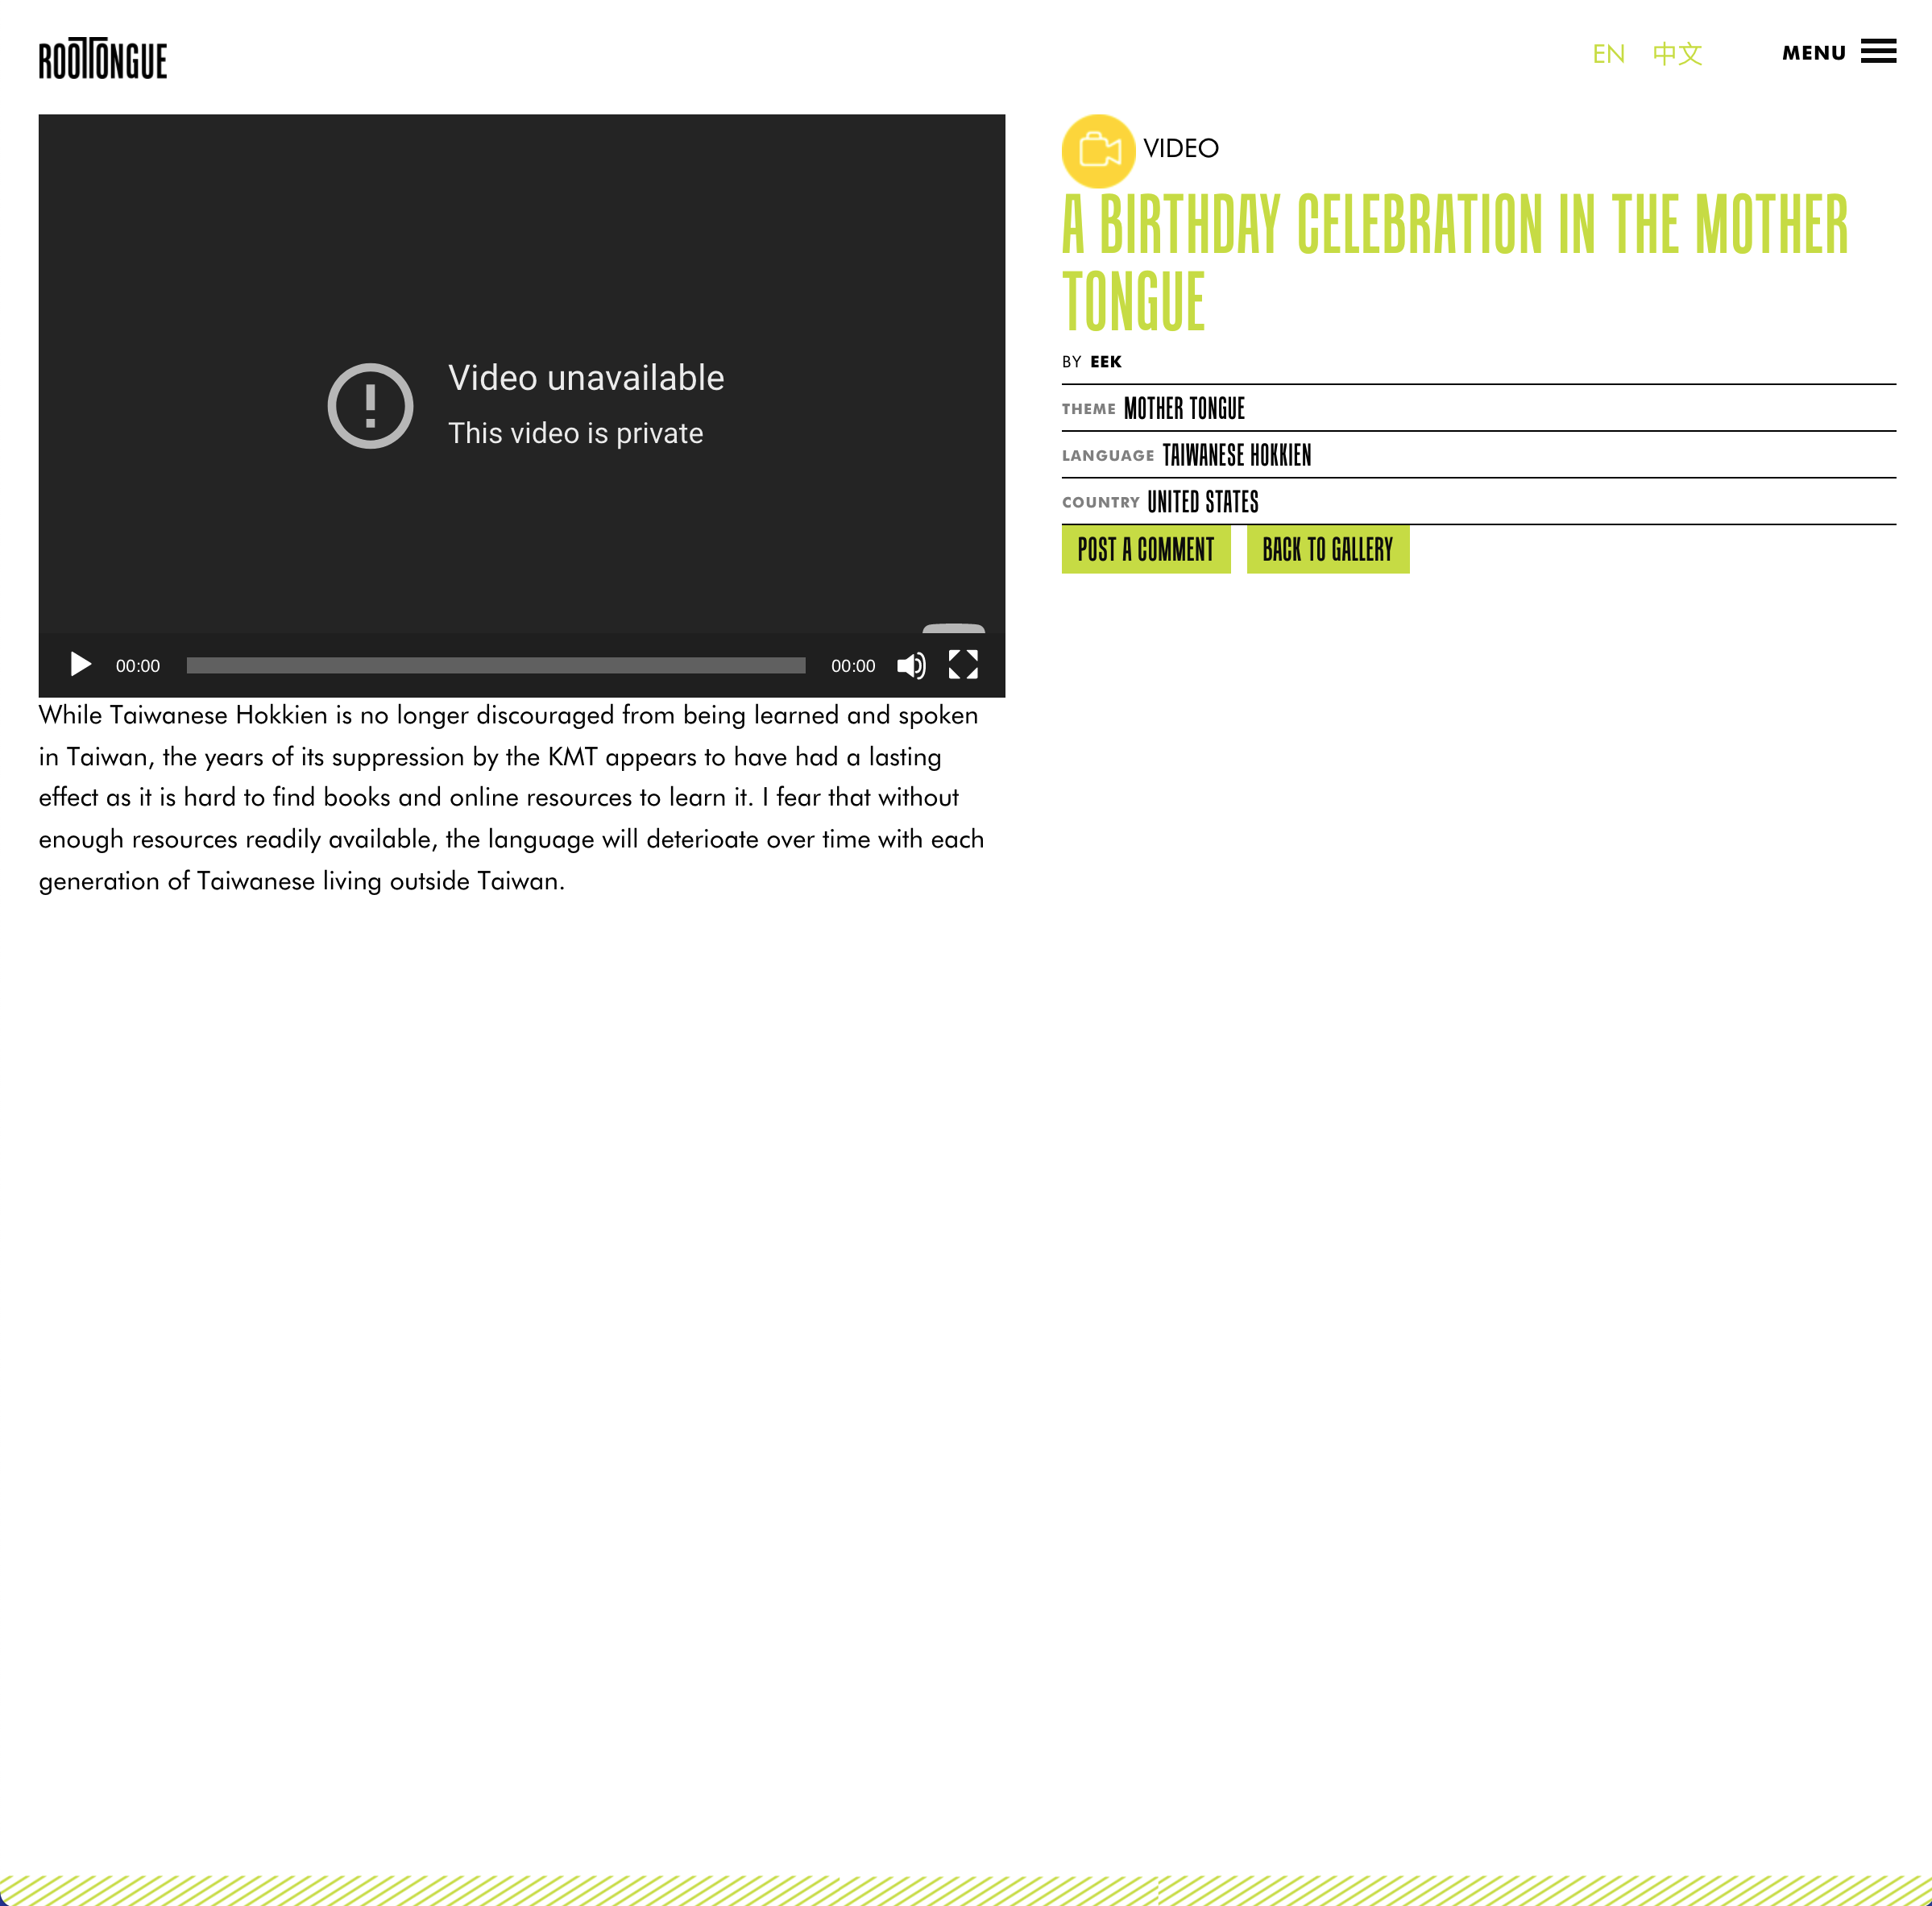 ROOTTONGUE
EN 中文 MENU
Video unavailable
This video is private
00:00 00:00
VIDEO
A BIRTHDAY CELEBRATION IN THE MOTHER
TONGUE
BY EEK
THEME MOTHER TONGUE
LANGUAGE TAIWANESE HOKKIEN
COUNTRY UNITED STATES
POST A COMMENT BACK TO GALLERY
While Taiwanese Hokkien is no longer discouraged from being learned and spoken
in Taiwan, the years of its suppression by the KMT appears to have had a lasting
effect as it is hard to find books and online resources to learn it. I fear that without
enough resources readily available, the language will deterioate over time with each
generation of Taiwanese living outside Taiwan.